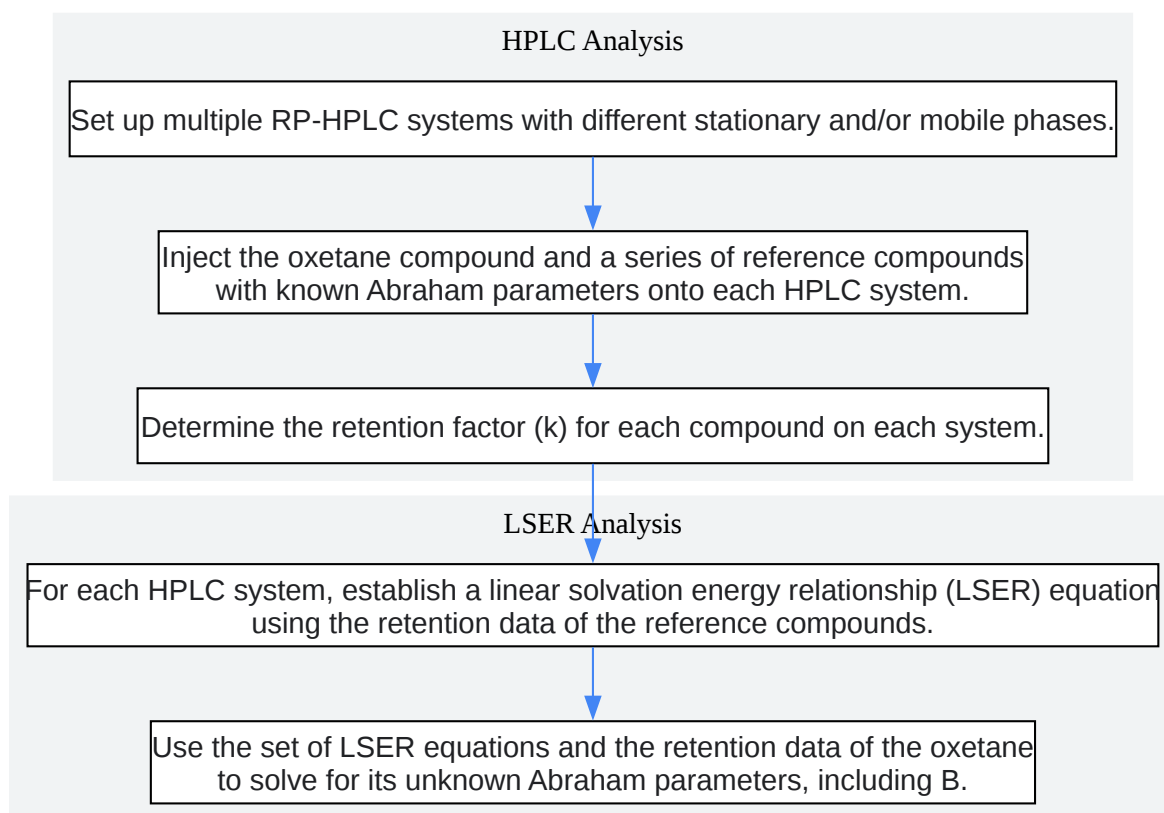 HPLC Analysis
Set up multiple RP-HPLC systems with different stationary and/or mobile phases.
Inject the oxetane compound and a series of reference compounds
with known Abraham parameters onto each HPLC system.
Determine the retention factor (k) for each compound on each system.
LSER Analysis
For each HPLC system, establish a linear solvation energy relationship (LSER) equation
using the retention data of the reference compounds.
Use the set of LSER equations and the retention data of the oxetane
to solve for its unknown Abraham parameters, including B.